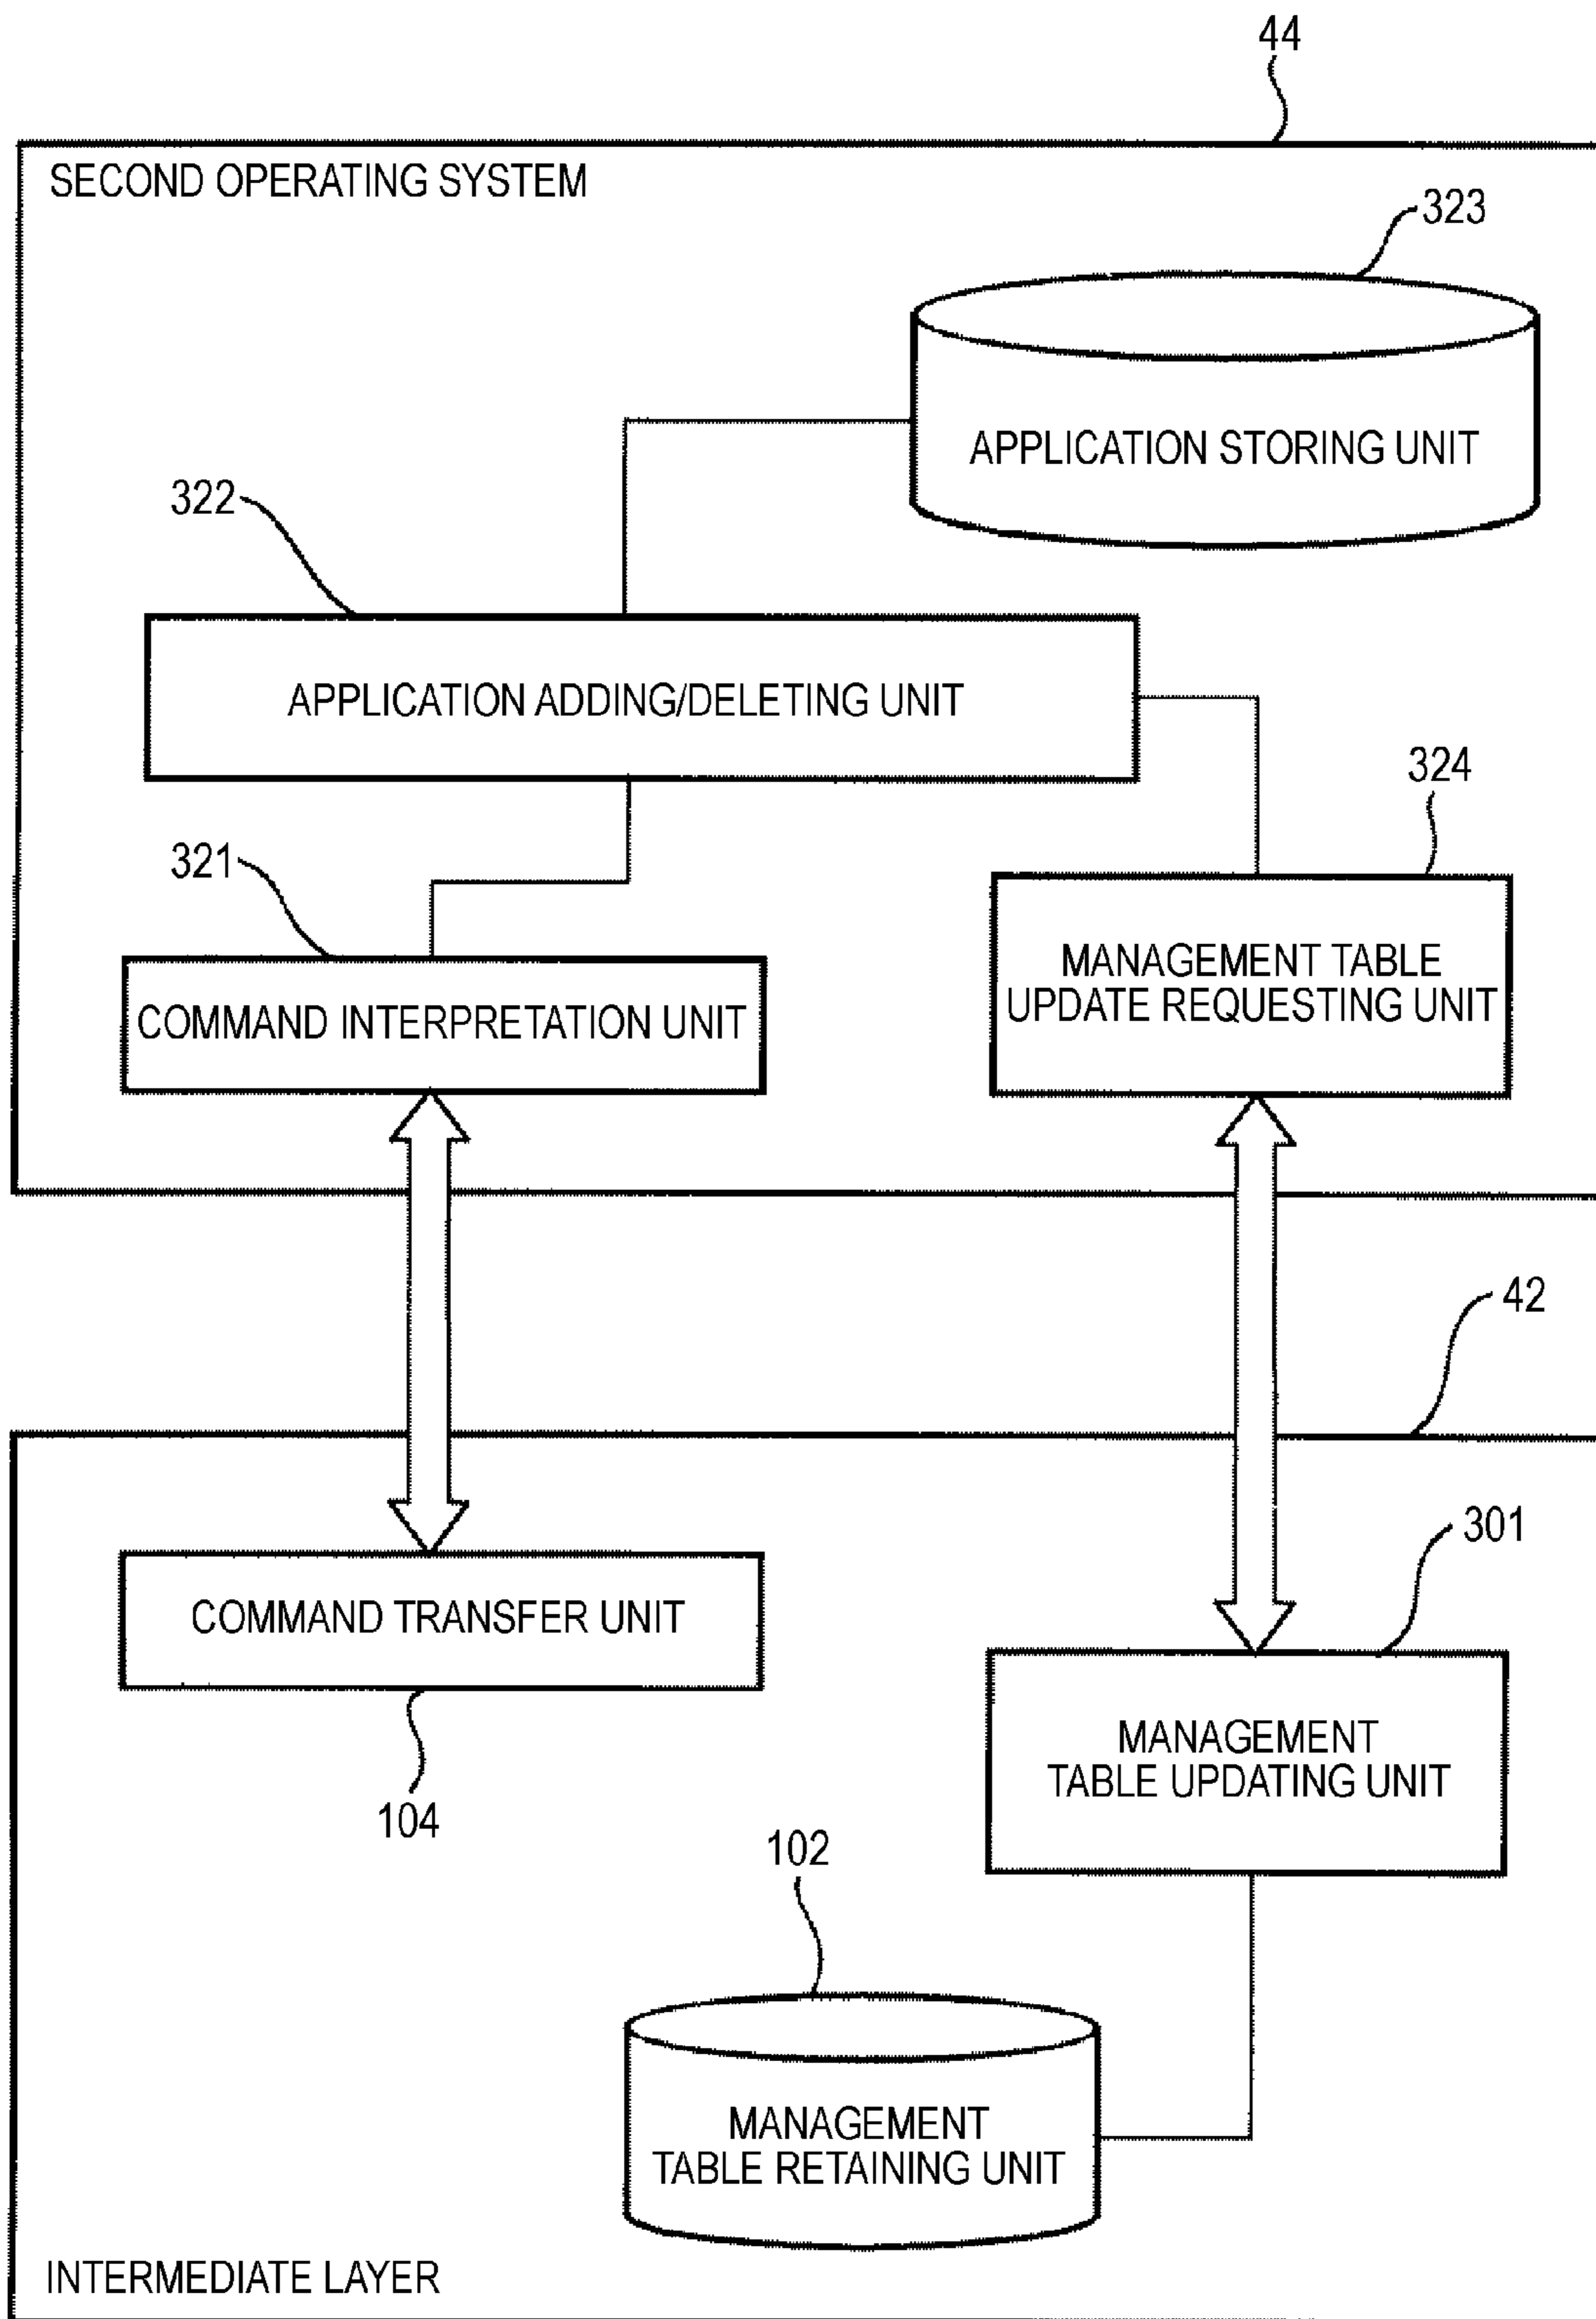 44
SECOND OPERATING SYSTEM
323
APPLICATION STORING UNIT
322
APPLICATION ADDING/DELETING UNIT
324
321
MANAGEMENT TABLE
UPDATE REQUESTING UNIT
COMMAND INTERPRETATION UNIT
42
301
COMMAND TRANSFER UNIT
MANAGEMENT
TABLE UPDATING UNIT
104
102
MANAGEMENT
TABLE RETAINING UNIT
INTERMEDIATE LAYER